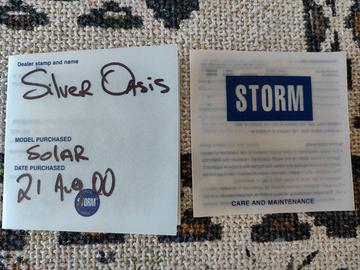 Dealer stamp and name
Silver Oasis
MODEL PURCHASED
SOLAR
DATE PURCHASED
21 Aug 00
STORM
STORM
CARE AND MAINTENANCE